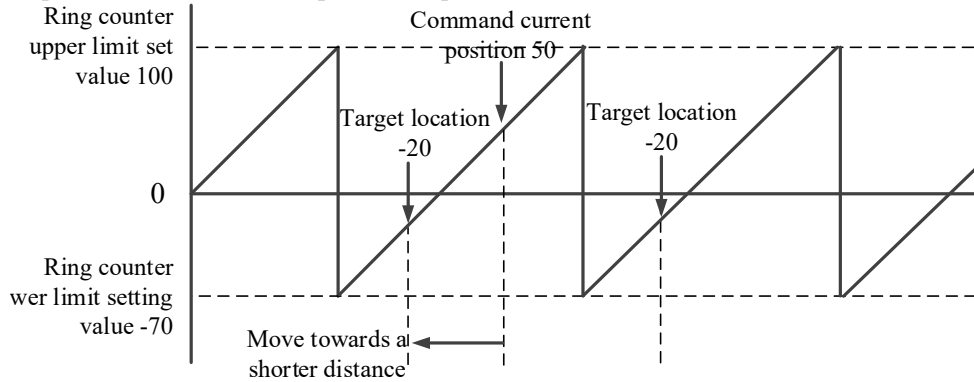 Ring counter
upper limit set
value 100
Command current
position 50
Target location
-20
Target location
-20
0
Ring counter
wer limit setting
value -70
Move towards a
shorter distance